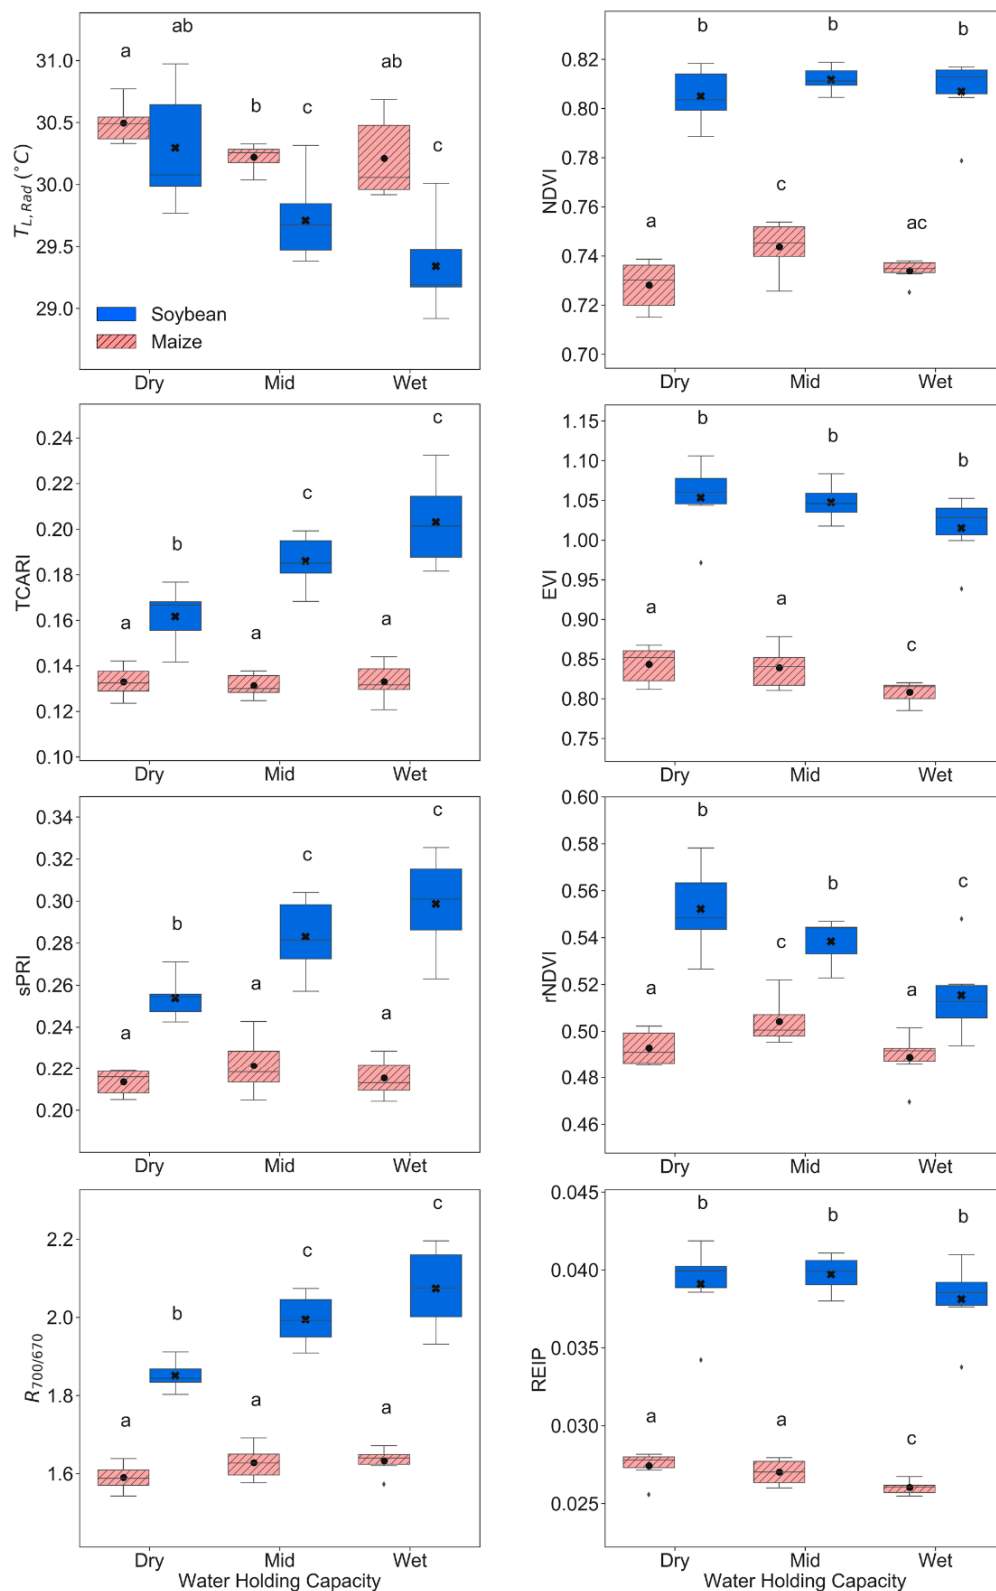 ab
a
31.0
ab
b
c
30.5
c
30.0
T_{L,Rad} (°C)
29.5
29.0
Soybean
Maize
Dry Mid Wet
b b b
0.82
0.80
0.78
NDVI
c
0.76
ac
a
0.74
0.72
0.70
Dry Mid Wet
c
0.24
c
0.22
0.20
b
0.18
TCARI
0.16
a a a
0.14
0.12
0.10
Dry Mid Wet
b
b
b
1.15
1.10
1.05
1.00
0.95
EVI
a a
0.90
c
0.85
0.80
0.75
Dry Mid Wet
c
0.34
c
0.32
0.30
b
0.28
sPRI
0.26
a
a a
0.24
0.22
0.20
Dry Mid Wet
0.60
b
0.58
b
c
0.56
0.54
rNDVI
c
0.52
a a
0.50
0.48
0.46
Dry Mid Wet
c
2.2
c
b
2.0
R_{700/670}
1.8
a
a
a
1.6
Dry Mid Wet
Water Holding Capacity
0.045
b b b
0.040
0.035
REIP
0.030
a a
c
0.025
Dry Mid Wet
Water Holding Capacity